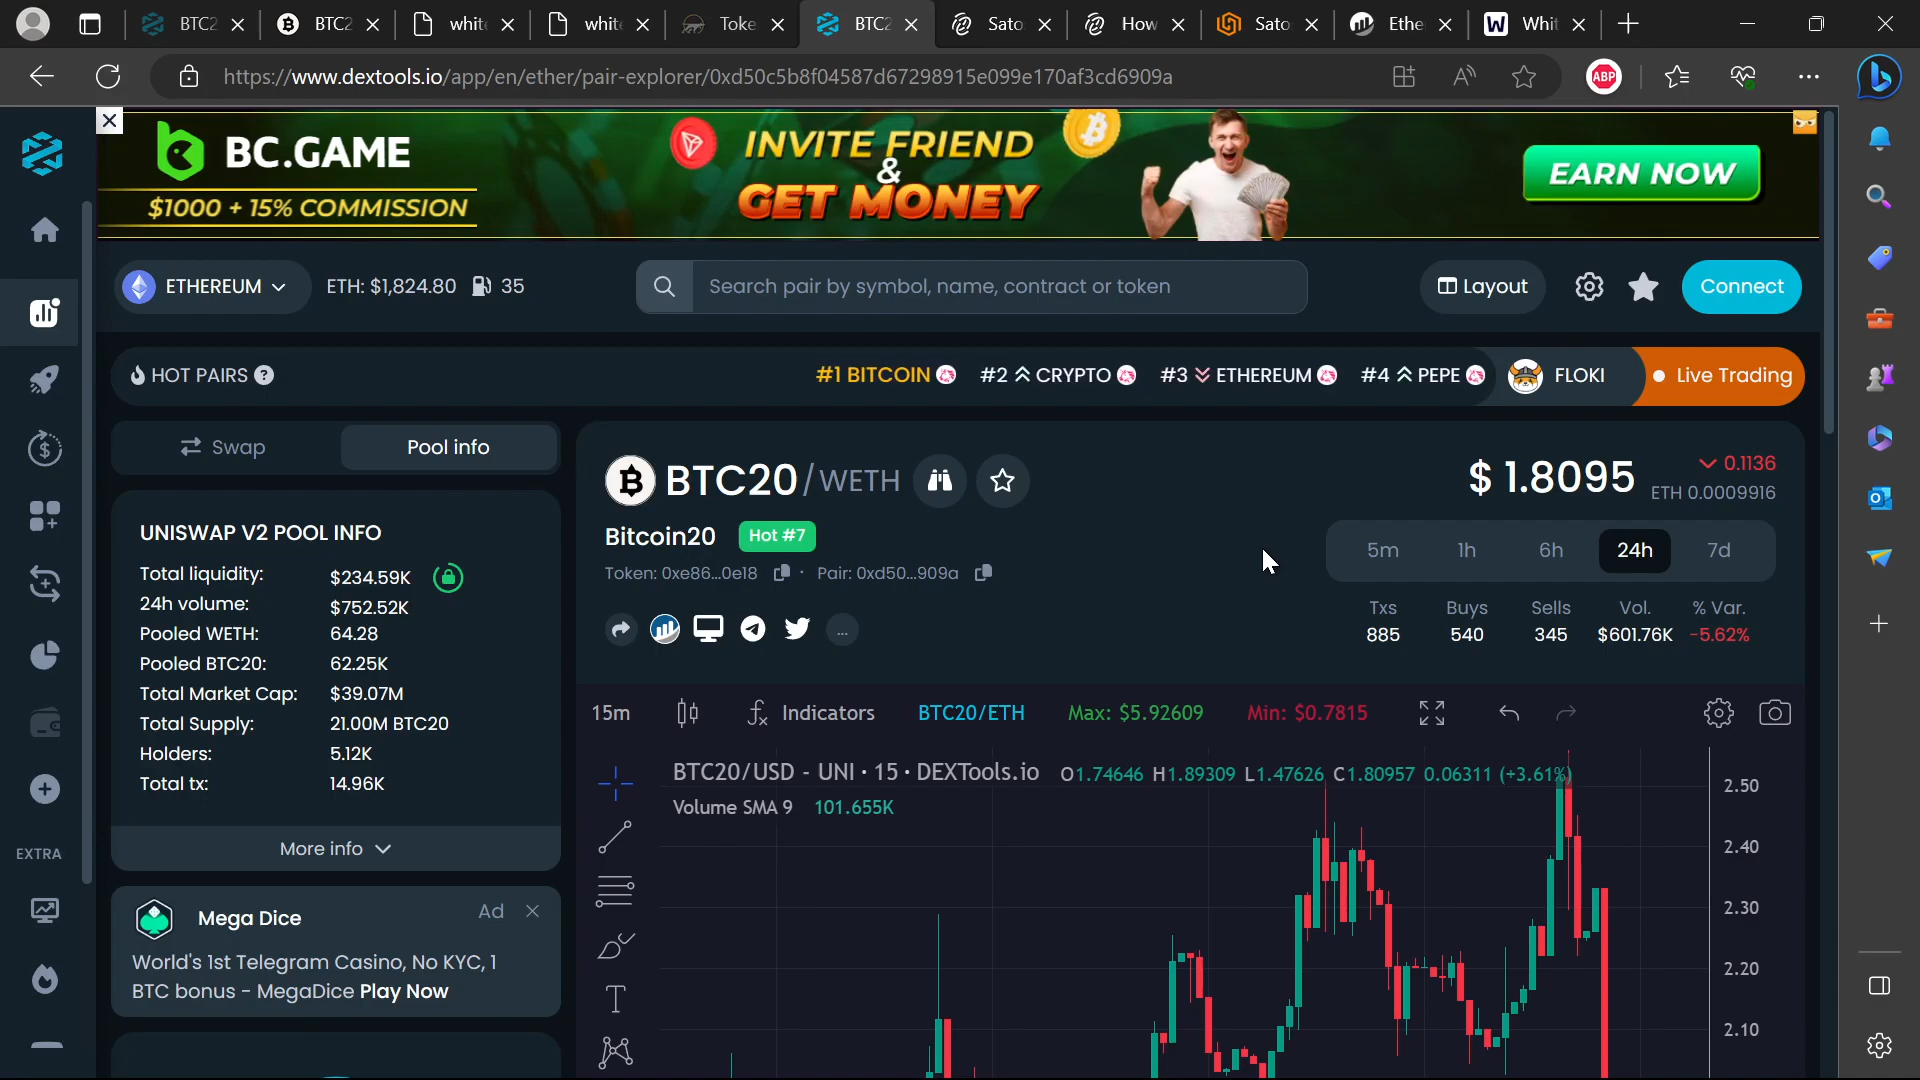 BTC2
BTC2
white
white
Toke
BTC2
Sato
How
Sato
Ethe
Whit
https://www.dextools.io/app/en/ether/pair-explorer/0xd50c5b8f04587d67298915e099e170af3cd6909a
ABP
BC.GAME
$1000 + 15% COMMISSION
INVITE FRIEND
&
GET MONEY
EARN NOW
ETHEREUM
ETH: $1,824.80
35
Search pair by symbol, name, contract or token
Layout
Connect
HOT PAIRS ?
#1 BITCOIN
#2 CRYPTO
#3 ETHEREUM
#4 PEPE
FLOKI
Live Trading
Swap
Pool info
UNISWAP V2 POOL INFO
Total liquidity: $234.59K
24h volume: $752.52K
Pooled WETH: 64.28
Pooled BTC20: 62.25K
Total Market Cap: $39.07M
Total Supply: 21.00M BTC20
Holders: 5.12K
Total tx: 14.96K
More info
EXTRA
Mega Dice
Ad
World's 1st Telegram Casino, No KYC, 1
BTC bonus - MegaDice Play Now
BTC20/WETH
Bitcoin20
Hot #7
Token: 0xe86...0e18 · Pair: 0xd50...909a
...
$ 1.8095
0.1136
ETH 0.0009916
5m 1h 6h 24h 7d
Txs Buys Sells Vol. % Var.
885 540 345 $601.76K -5.62%
15m
Indicators
BTC20/ETH
Max: $5.92609
Min: $0.7815
BTC20/USD - UNI · 15 · DEXTools.io O1.74646 H1.89309 L1.47626 C1.80957 0.06311 (+3.61%)
Volume SMA 9 101.655K
2.50
2.40
2.30
2.20
2.10